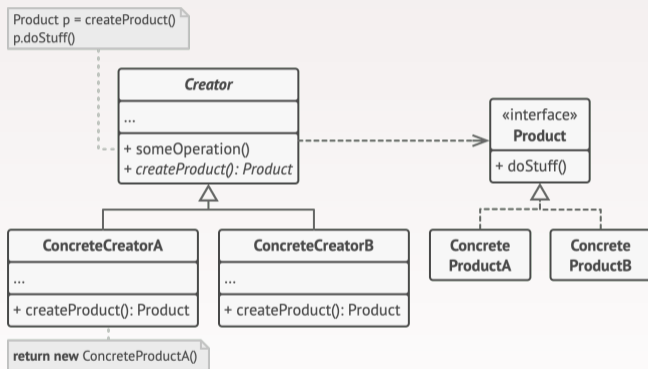 Product p = createProduct()
p.doStuff()
Creator
...
+ someOperation()
+ createProduct(): Product
«interface»
Product
+ doStuff()
ConcreteCreatorA
...
+ createProduct(): Product
ConcreteCreatorB
...
+ createProduct(): Product
Concrete
ProductA
Concrete
ProductB
return new ConcreteProductA()